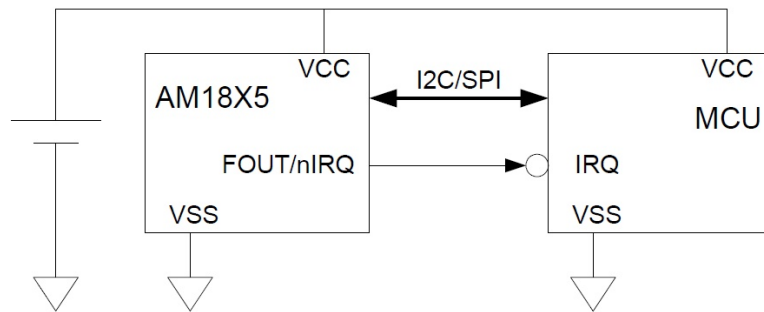 VCC
VCC
I2C/SPI
AM18X5
MCU
FOUT/nIRQ
IRQ
VSS
VSS